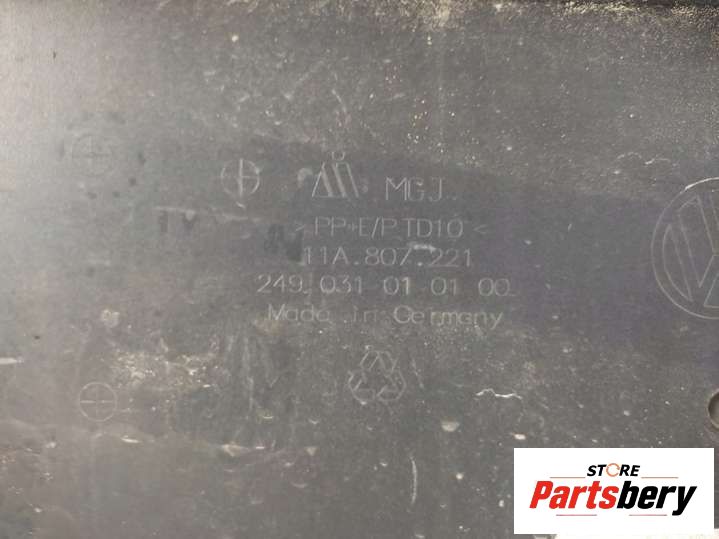 MGJ
>PP+E/P TD10<
11A.807.221
249 031 01 01 00
Made in Germany
STORE
Partsbery